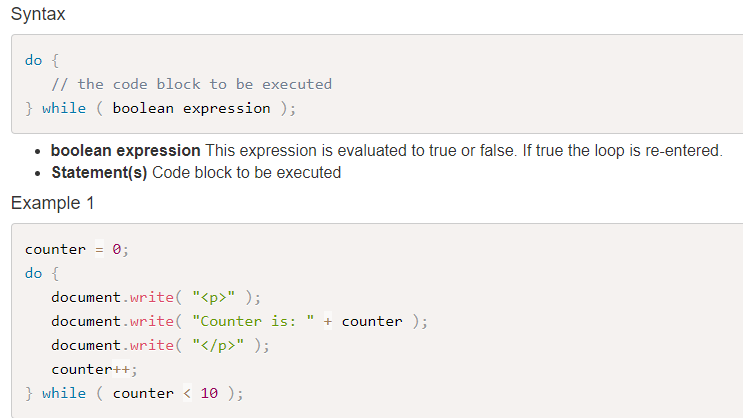 Syntax
do {
// the code block to be executed
} while ( boolean expression );
• boolean expression This expression is evaluated to true or false. If true the loop is re-entered.
• Statement(s) Code block to be executed
Example 1
counter = 0;
do {
document.write( "<p>" );
document.write( "Counter is: " + counter );
document.write( "</p>" );
counter++;
} while ( counter < 10 );